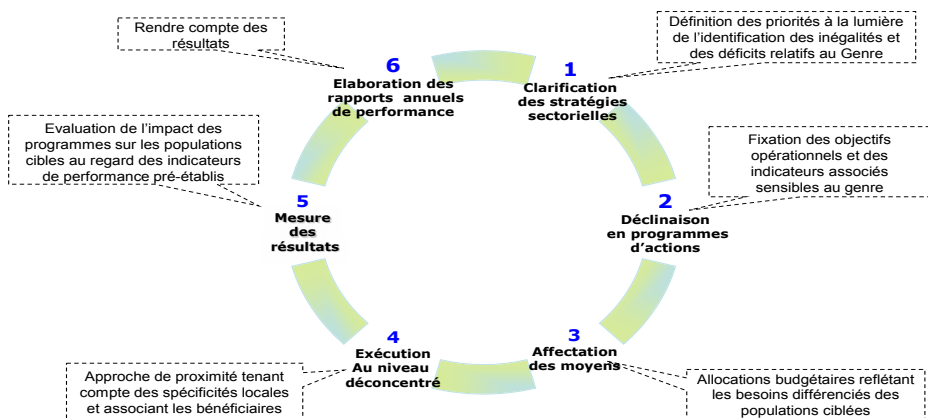 Rendre compte des
résultats
6
Elaboration des
rapports annuels
de performance
1
Clarification
des stratégies
sectorielles
Définition des priorités à la lumière
de l'identification des inégalités et
des déficits relatifs au Genre
Fixation des objectifs
opérationnels et des
indicateurs associés
sensibles au genre
2
Déclinaison
en programmes
d'actions
3
Affectation
des moyens
Allocations budgétaires reflétant
les besoins différenciés des
populations ciblées
4
Exécution
Au niveau
déconcentré
Approche de proximité tenant
compte des spécificités locales
et associant les bénéficiaires
5
Mesure
des
résultats
Evaluation de l'impact des
programmes sur les populations
cibles au regard des indicateurs
de performance pré-établis